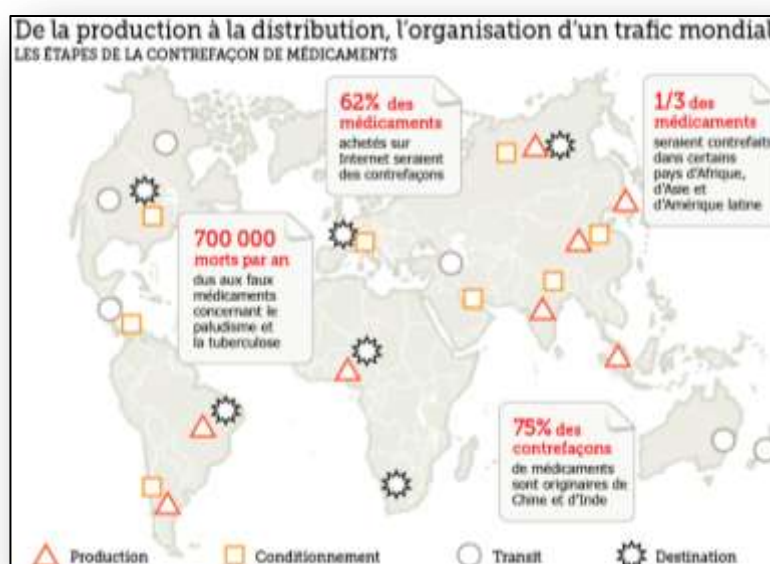 De la production à la distribution, l'organisation d'un trafic mondial
LES ÉTAPES DE LA CONTREFAÇON DE MÉDICAMENTS
62% des
médicaments
achetés sur
Internet seraient
des contrefaçons
1/3 des
médicaments
seraient contrefaits
dans certains
pays d'Afrique,
d'Asie et
d'Amérique latine
700 000
morts par an
dus aux faux
médicaments
concernant le
paludisme et
la tuberculose
75% des
contrefaçons
de médicaments
sont originaires de
Chine et d'Inde
Production
Conditionnement
Transit
Destination